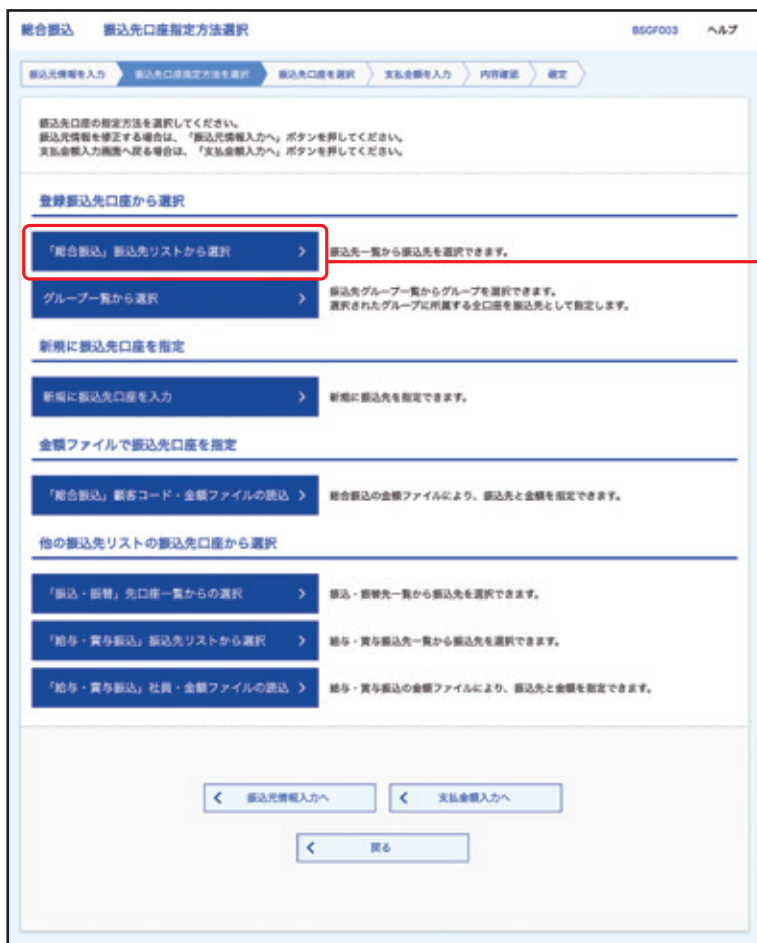 総合振込　振込先口座指定方法選択
BSGF003　ヘルプ
振込元情報を入力　振込先口座指定方法を選択　振込先口座を選択　支払金額を入力　内容確認　確定
振込先口座の指定方法を選択してください。
振込元情報を修正する場合は、「振込元情報入力へ」ボタンを押してください。
支払金額入力画面へ戻る場合は、「支払金額入力へ」ボタンを押してください。
登録振込先口座から選択
「総合振込」振込先リストから選択
振込先一覧から振込先を選択できます。
グループ一覧から選択
振込先グループ一覧からグループを選択できます。
選択されたグループに所属する全口座を振込先として指定します。
新規に振込先口座を指定
新規に振込先口座を入力
新規に振込先を指定できます。
金額ファイルで振込先口座を指定
「総合振込」顧客コード・金額ファイルの読込
総合振込の金額ファイルにより、振込先と金額を指定できます。
他の振込先リストの振込先口座から選択
「振込・振替」先口座一覧からの選択
振込・振替先一覧から振込先を選択できます。
「給与・賞与振込」振込先リストから選択
給与・賞与振込先一覧から振込先を選択できます。
「給与・賞与振込」社員・金額ファイルの読込
給与・賞与振込の金額ファイルにより、振込先と金額を指定できます。
振込元情報入力へ
支払金額入力へ
戻る